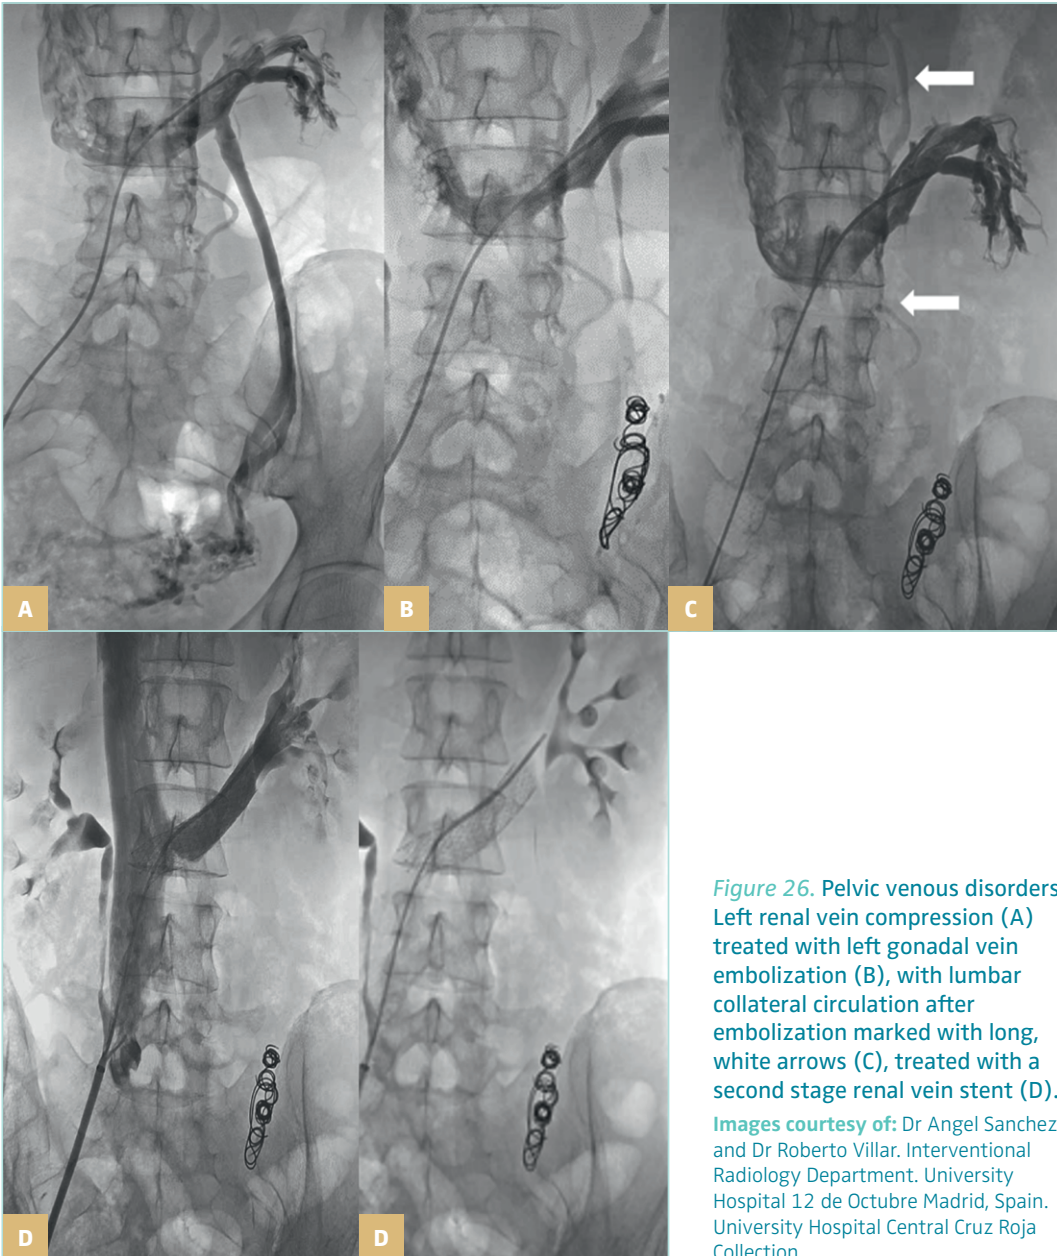 A
B
C
D
D
Figure 26. Pelvic venous disorders
Left renal vein compression (A)
treated with left gonadal vein
embolization (B), with lumbar
collateral circulation after
embolization marked with long,
white arrows (C), treated with a
second stage renal vein stent (D).
Images courtesy of: Dr Angel Sanchez
and Dr Roberto Villar. Interventional
Radiology Department. University
Hospital 12 de Octubre Madrid, Spain.
University Hospital Central Cruz Roja
Collection